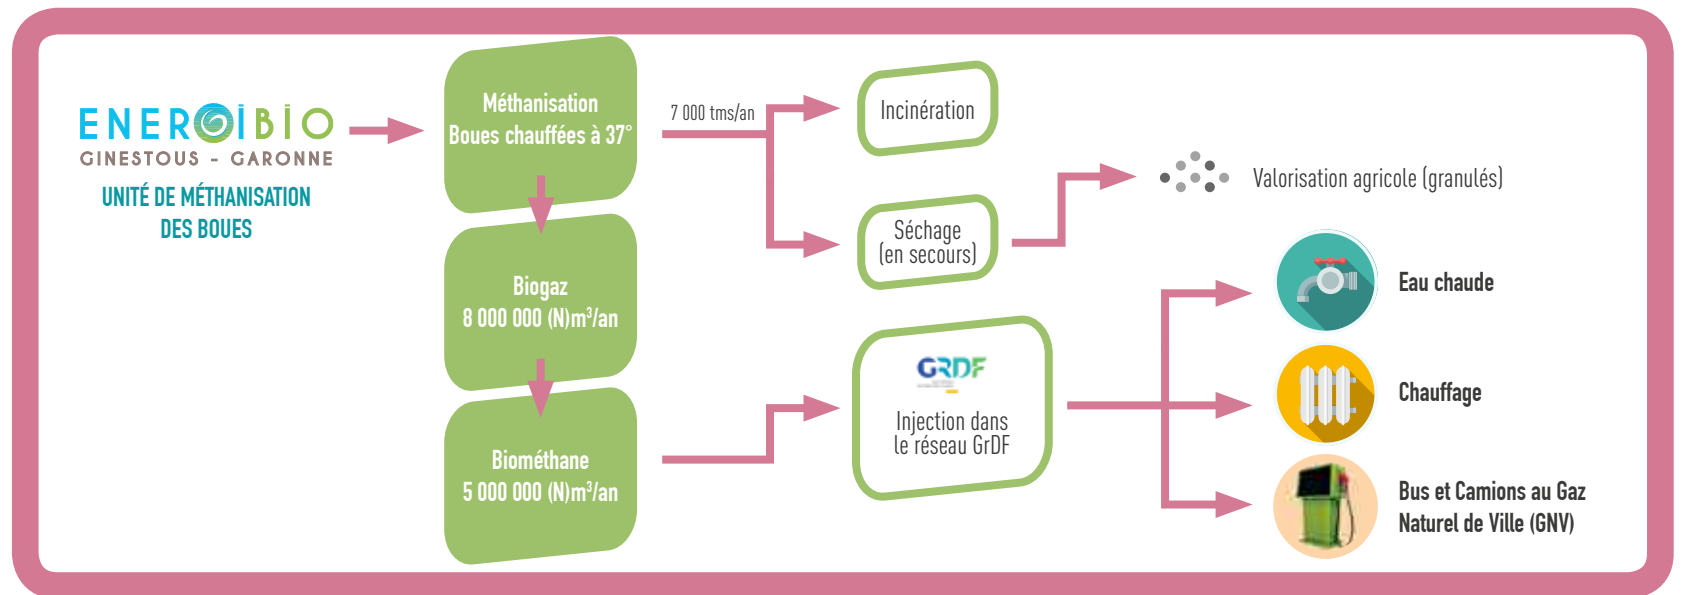 ENERGIBIO
GINESTOUS - GARONNE
UNITÉ DE MÉTHANISATION
DES BOUES
Méthanisation
Boues chauffées à 37°
Biogaz
8 000 000 (N)m³/an
Biométhane
5 000 000 (N)m³/an
7 000 tms/an
Incinération
Séchage
(en secours)
Valorisation agricole (granulés)
GRDF
Injection dans
le réseau GrDF
Eau chaude
Chauffage
Bus et Camions au Gaz
Naturel de Ville (GNV)